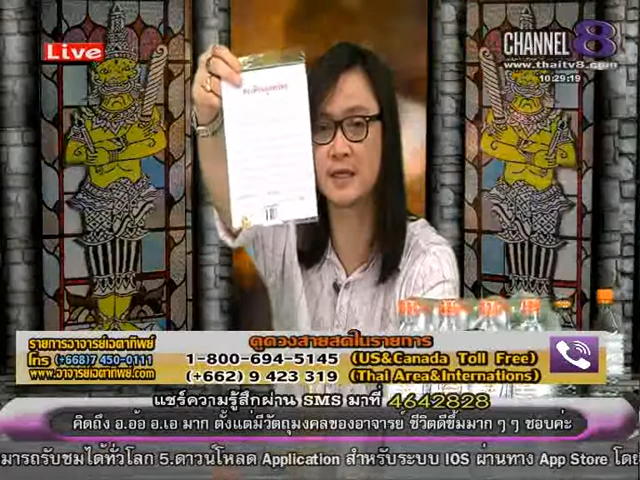 Live
CHANNEL 8
www.thaitv8.com
10:29:19
รายการอาจารย์เอตาทิพย์
โทร (+668)7 450-0111
www.อาจารย์เอตาทิพย์.com
ดูดวงสายสดในรายการ
1-800-694-5145 (US&Canada Toll Free)
(+662) 9 423 319 (Thai Area&Internations)
แชร์ความรู้สึกผ่าน SMS มาที่ 4642828
คิดถึง อ.อ้อ อ.เอ มาก ตั้งแต่มีวัตถุมงคลของอาจารย์ ชีวิตดีขึ้นมาก ๆ ๆ ชอบค่ะ
มารถรับชมได้ทั่วโลก 5.ดาวน์โหลด Application สำหรับระบบ IOS ผ่านทาง App Store โดย